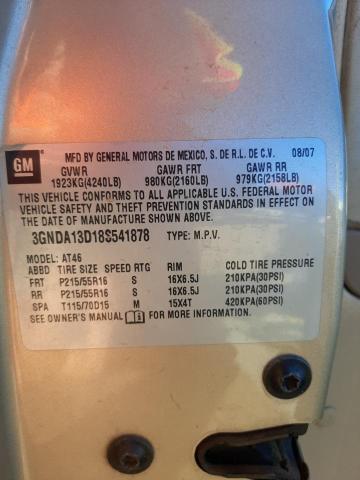 GM
MFD BY GENERAL MOTORS DE MEXICO, S. DE R.L. DE C.V. 08/07
GVWR GAWR FRT GAWR RR
1923KG(4240LB) 980KG(2160LB) 979KG(2158LB)
THIS VEHICLE CONFORMS TO ALL APPLICABLE U.S. FEDERAL MOTOR
VEHICLE SAFETY AND THEFT PREVENTION STANDARDS IN EFFECT ON
THE DATE OF MANUFACTURE SHOWN ABOVE.
3GNDA13D18S541878 TYPE: M.P.V.
MODEL: AT46
ABBD TIRE SIZE SPEED RTG RIM COLD TIRE PRESSURE
FRT P215/55R16 S 16X6.5J 210KPA(30PSI)
RR P215/55R16 S 16X6.5J 210KPA(30PSI)
SPA T115/70D15 M 15X4T 420KPA(60PSI)
SEE OWNER'S MANUAL FOR MORE INFORMATION.